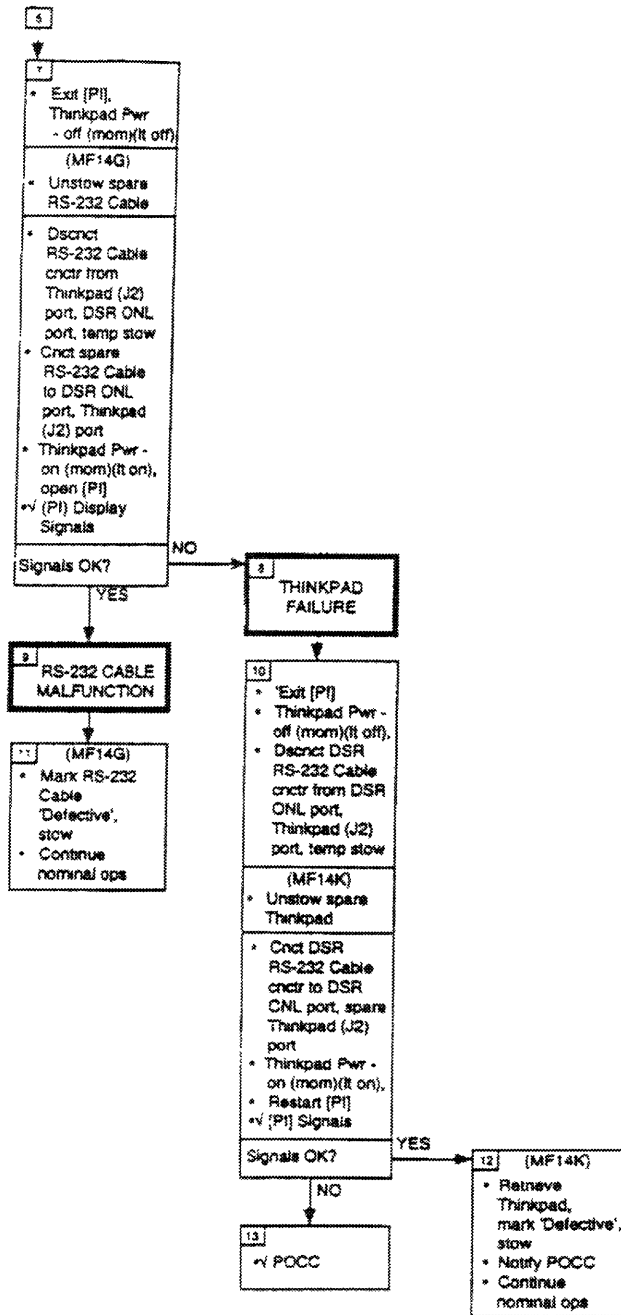 6
7
• Exit [PI],
Thinkpad Pwr
- off (mom)(lt off)
(MF14G)
• Unstow spare
RS-232 Cable
• Dscnct
RS-232 Cable
cnctr from
Thinkpad (J2)
port, DSR ONL
port, temp stow
• Cnct spare
RS-232 Cable
to DSR ONL
port, Thinkpad
(J2) port
• Thinkpad Pwr -
on (mom)(lt on),
open [PI]
•√ (PI) Display
Signals
Signals OK?
NO
YES
8
THINKPAD
FAILURE
9
RS-232 CABLE
MALFUNCTION
10
• 'Exit [PI]
• Thinkpad Pwr -
off (mom)(lt off),
• Dscnct DSR
RS-232 Cable
cnctr from DSR
ONL port,
Thinkpad (J2)
port, temp stow
(MF14K)
• Unstow spare
Thinkpad
• Cnct DSR
RS-232 Cable
cnctr to DSR
CNL port, spare
Thinkpad (J2)
port
• Thinkpad Pwr -
on (mom)(lt on),
• Restart [PI]
•√ [PI] Signals
Signals OK?
YES
NO
11
(MF14G)
• Mark RS-232
Cable
'Defective',
stow
• Continue
nominal ops
12
(MF14K)
• Retrieve
Thinkpad,
mark 'Defective',
stow
• Notify POCC
• Continue
nominal ops
13
•√ POCC